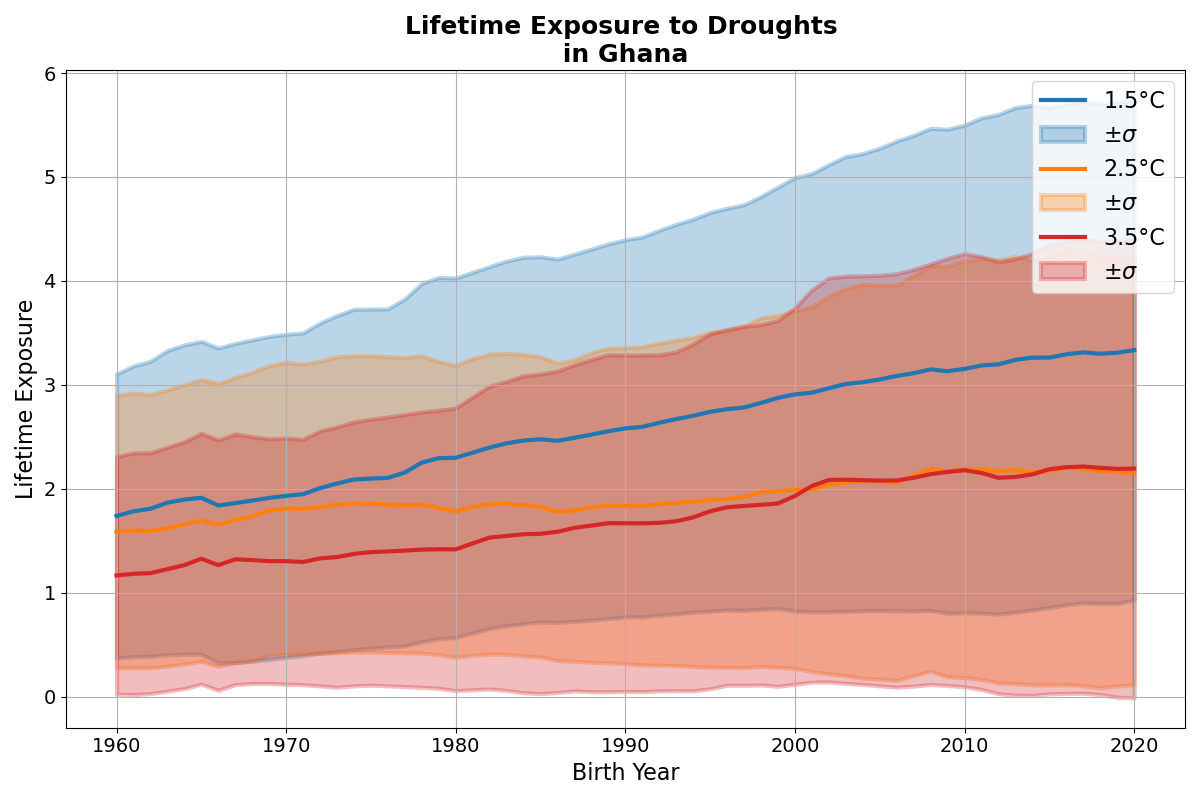 Lifetime Exposure to Droughts
in Ghana
Lifetime Exposure
6
5
4
3
2
1
0
1.5°C
±σ
2.5°C
±σ
3.5°C
±σ
1960 1970 1980 1990 2000 2010 2020
Birth Year